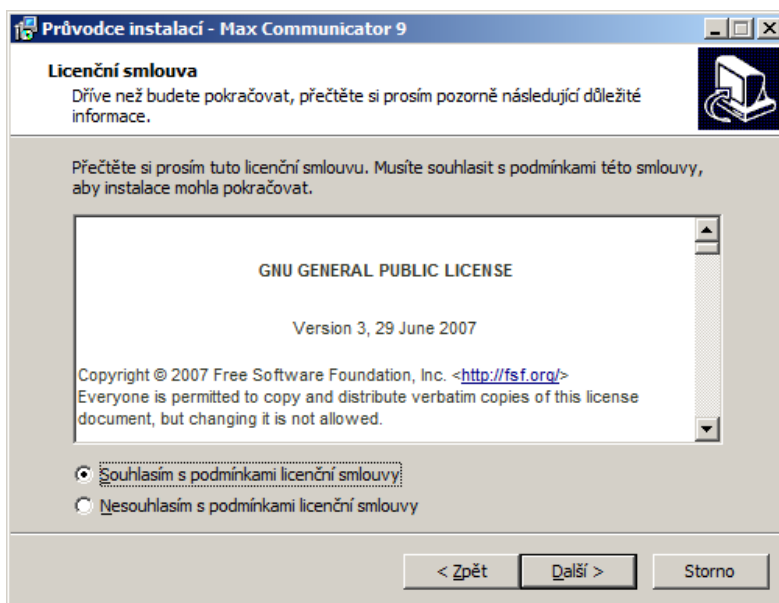 Průvodce instalací - Max Communicator 9
Licenční smlouva
Dříve než budete pokračovat, přečtěte si prosím pozorně následující důležité
informace.
Přečtěte si prosím tuto licenční smlouvu. Musíte souhlasit s podmínkami této smlouvy,
aby instalace mohla pokračovat.
GNU GENERAL PUBLIC LICENSE
Version 3, 29 June 2007
Copyright © 2007 Free Software Foundation, Inc. <http://fsf.org/>
Everyone is permitted to copy and distribute verbatim copies of this license
document, but changing it is not allowed.
Souhlasím s podmínkami licenční smlouvy
Nesouhlasím s podmínkami licenční smlouvy
< Zpět
Další >
Storno